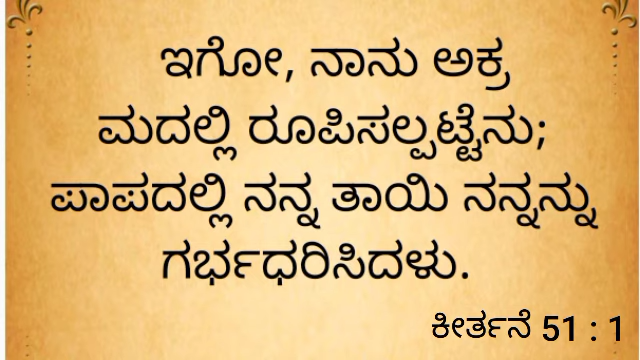 ಇಗೋ, ನಾನು ಅಕ್ರ
ಮದಲ್ಲಿ ರೂಪಿಸಲ್ಪಟ್ಟೆನು;
ಪಾಪದಲ್ಲಿ ನನ್ನ ತಾಯಿ ನನ್ನನ್ನು
ಗರ್ಭಧರಿಸಿದಳು.
ಕೀರ್ತನೆ 51 : 1